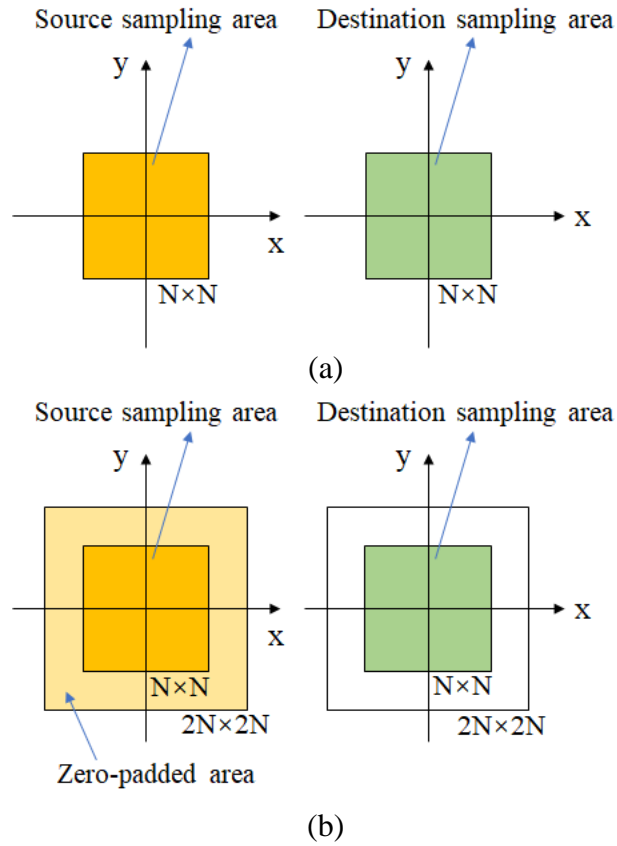 Source sampling area
Destination sampling area
y
y
x
x
N×N
N×N
(a)
Source sampling area
Destination sampling area
y
y
x
x
N×N
N×N
2N×2N
2N×2N
Zero-padded area
(b)